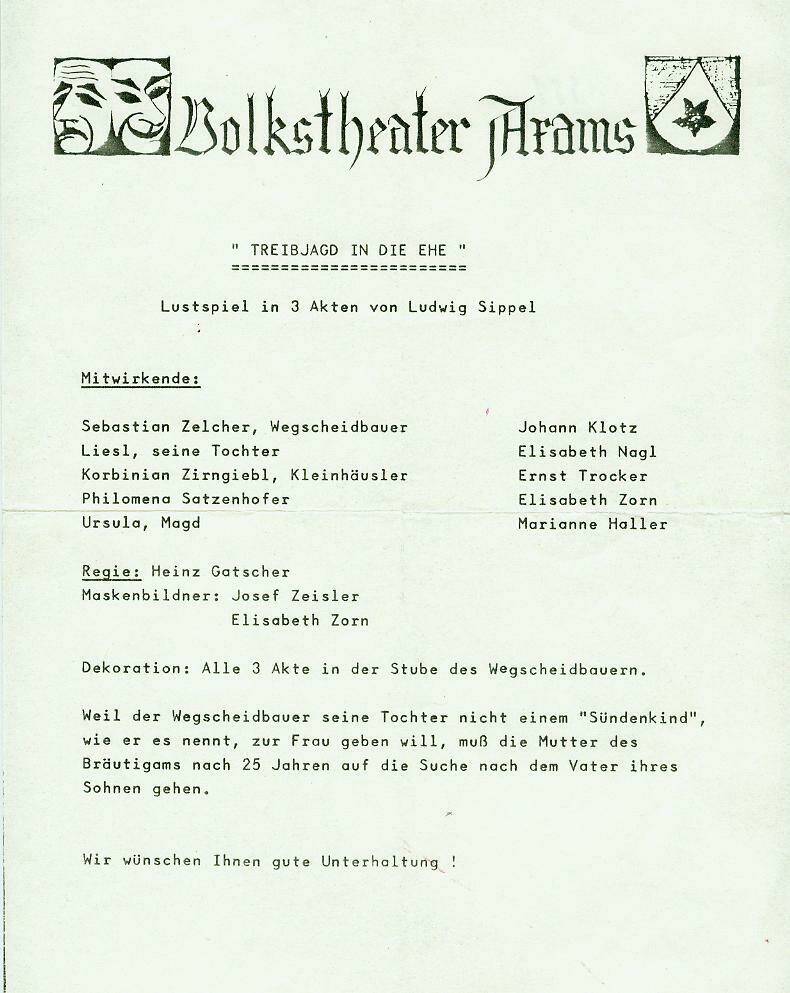 Volkstheater Axams
" TREIBJAGD IN DIE EHE "
========================
Lustspiel in 3 Akten von Ludwig Sippel
Mitwirkende:
Sebastian Zelcher, Wegscheidbauer Johann Klotz
Liesl, seine Tochter Elisabeth Nagl
Korbinian Zirngiebl, Kleinhäusler Ernst Trocker
Philomena Satzenhofer Elisabeth Zorn
Ursula, Magd Marianne Haller
Regie: Heinz Gatscher
Maskenbildner: Josef Zeisler
Elisabeth Zorn
Dekoration: Alle 3 Akte in der Stube des Wegscheidbauern.
Weil der Wegscheidbauer seine Tochter nicht einem "Sündenkind",
wie er es nennt, zur Frau geben will, muß die Mutter des
Bräutigams nach 25 Jahren auf die Suche nach dem Vater ihres
Sohnen gehen.
Wir wünschen Ihnen gute Unterhaltung !